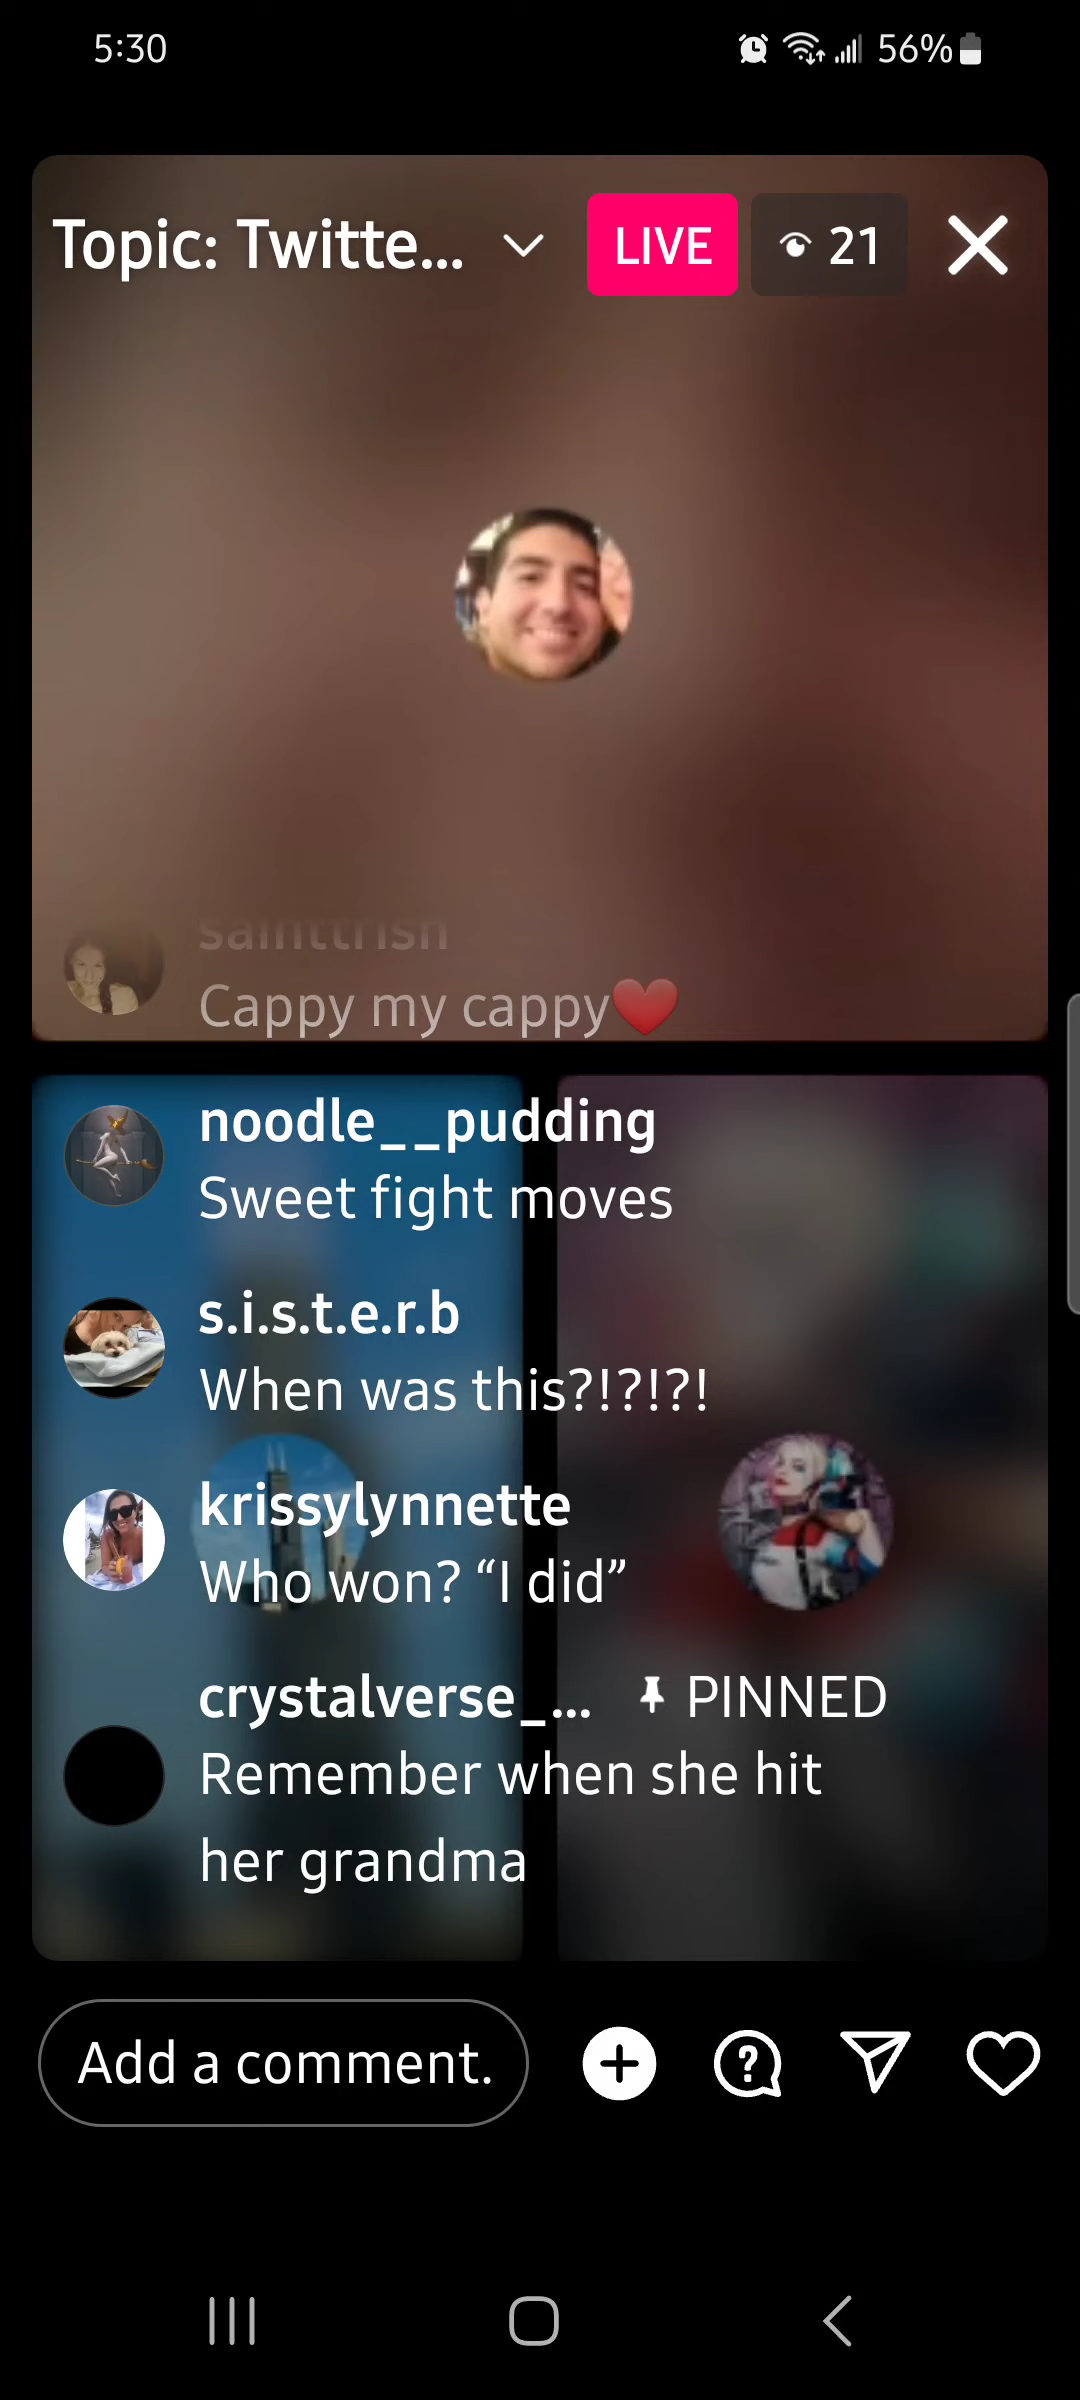 5:30
56%
Topic: Twitte...
LIVE
21
sainttrish
Cappy my cappy❤️
noodle__pudding
Sweet fight moves
s.i.s.t.e.r.b
When was this?!?!?!
krissylynnette
Who won? “I did”
crystalverse_... PINNED
Remember when she hit
her grandma
Add a comment.